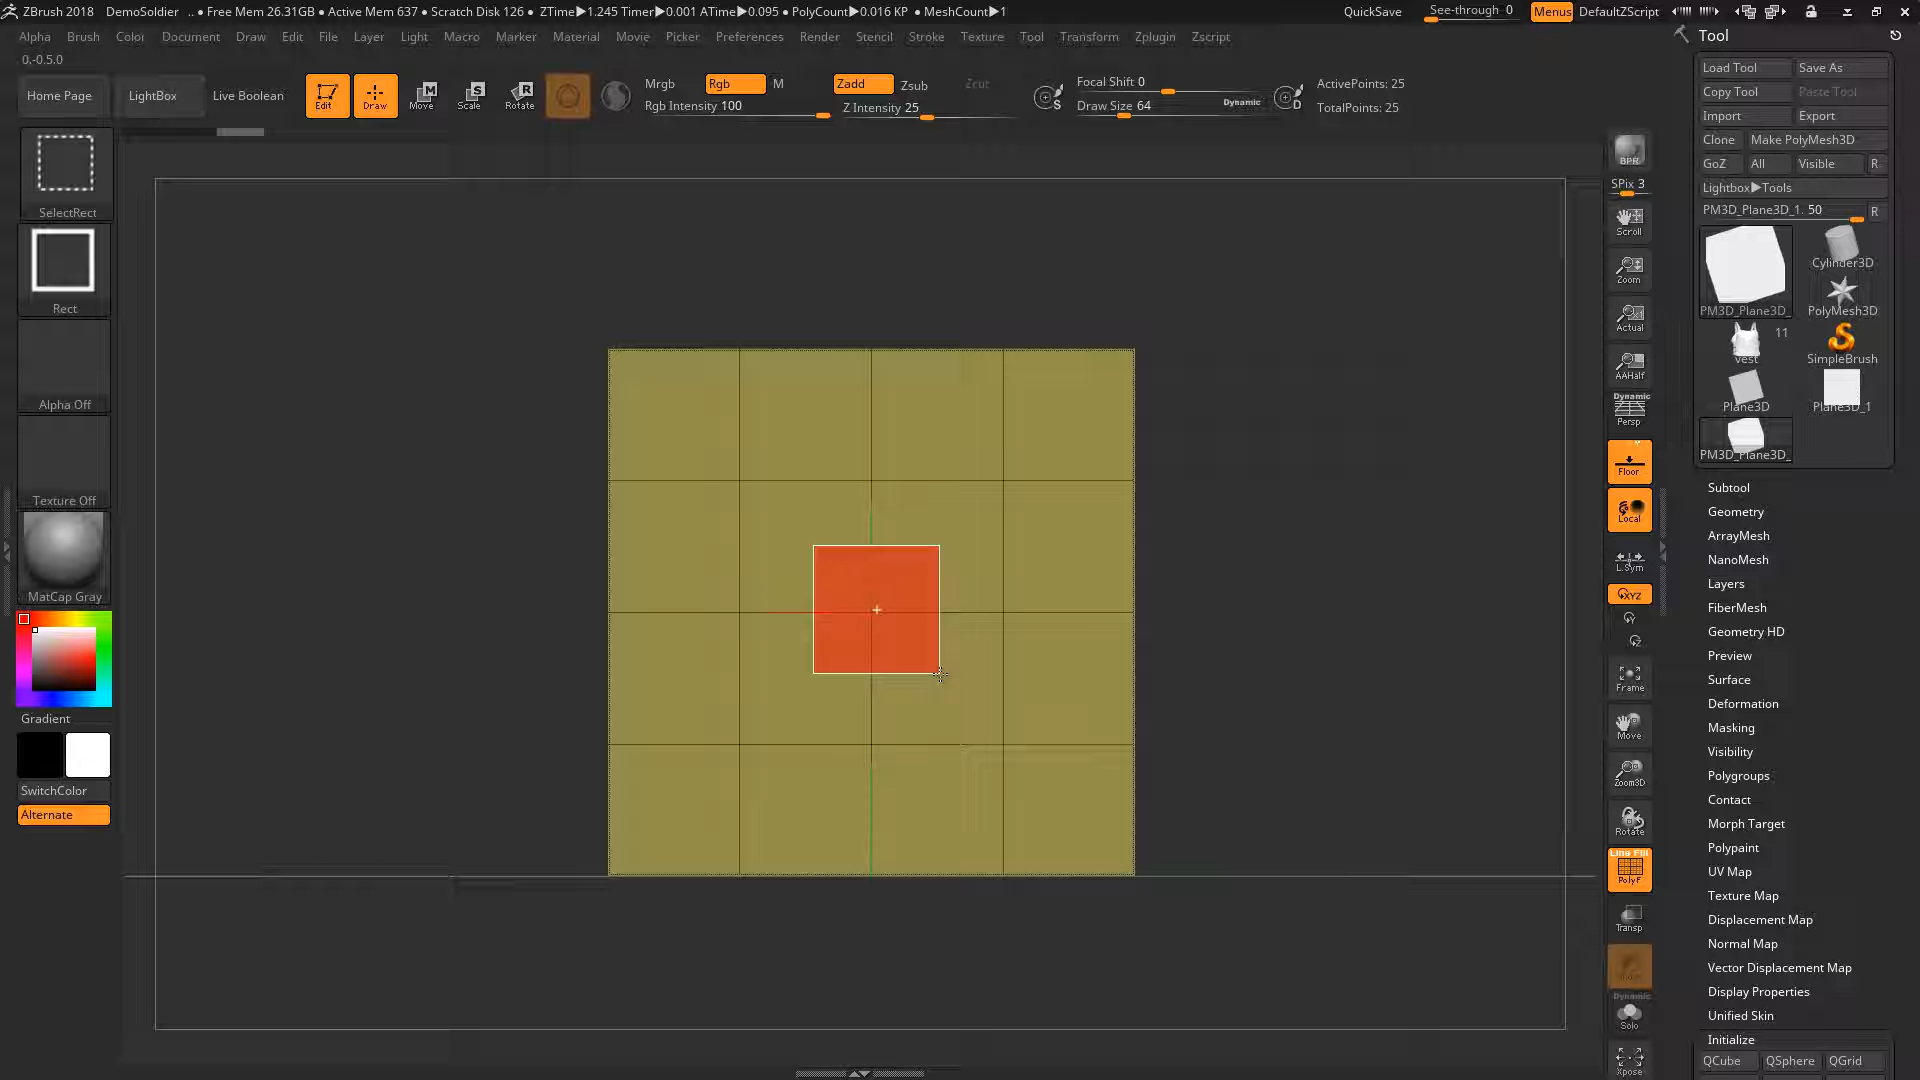 ZBrush 2018 DemoSoldier .. ● Free Mem 26.31GB ● Active Mem 637 ● Scratch Disk 126 ● ZTime▶1.245 Timer▶0.001 ATime▶0.095 ● PolyCount▶0.016 KP ● MeshCount▶1 QuickSave See-through 0 Menus DefaultZScript
Alpha Brush Color Document Draw Edit File Layer Light Macro Marker Material Movie Picker Preferences Render Stencil Stroke Texture Tool Transform Zplugin Zscript
0,-0.5.0
Home Page LightBox Live Boolean
Edit Draw Move Scale Rotate
Mrgb Rgb M
Rgb Intensity 100
Zadd Zsub Zcut
Z Intensity 25
S
Focal Shift 0
Draw Size 64 Dynamic
D
ActivePoints: 25
TotalPoints: 25
SelectRect
Rect
Alpha Off
Texture Off
MatCap Gray
Gradient
SwitchColor
Alternate
BPR
SPix 3
Scroll
Zoom
Actual
AAHalf
Dynamic
Persp
Floor
Local
L.Sym
XYZ
Frame
Move
Zoom3D
Rotate
Line Fill
PolyF
Transp
Dynamic
Solo
Xpose
Tool
Load Tool Save As
Copy Tool Paste Tool
Import Export
Clone Make PolyMesh3D
GoZ All Visible R
Lightbox▶Tools
PM3D_Plane3D_1. 50 R
PM3D_Plane3D_ Cylinder3D
PolyMesh3D
Vest 11 SimpleBrush
Plane3D Plane3D_1
PM3D_Plane3D_
Subtool
Geometry
ArrayMesh
NanoMesh
Layers
FiberMesh
Geometry HD
Preview
Surface
Deformation
Masking
Visibility
Polygroups
Contact
Morph Target
Polypaint
UV Map
Texture Map
Displacement Map
Normal Map
Vector Displacement Map
Display Properties
Unified Skin
Initialize
QCube QSphere QGrid